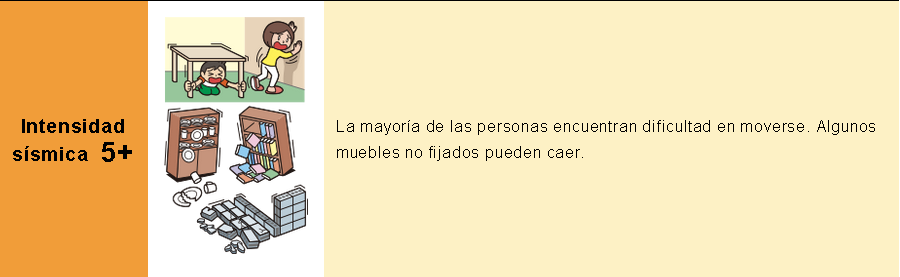 Intensidad
sísmica 5+
La mayoría de las personas encuentran dificultad en moverse. Algunos
muebles no fijados pueden caer.